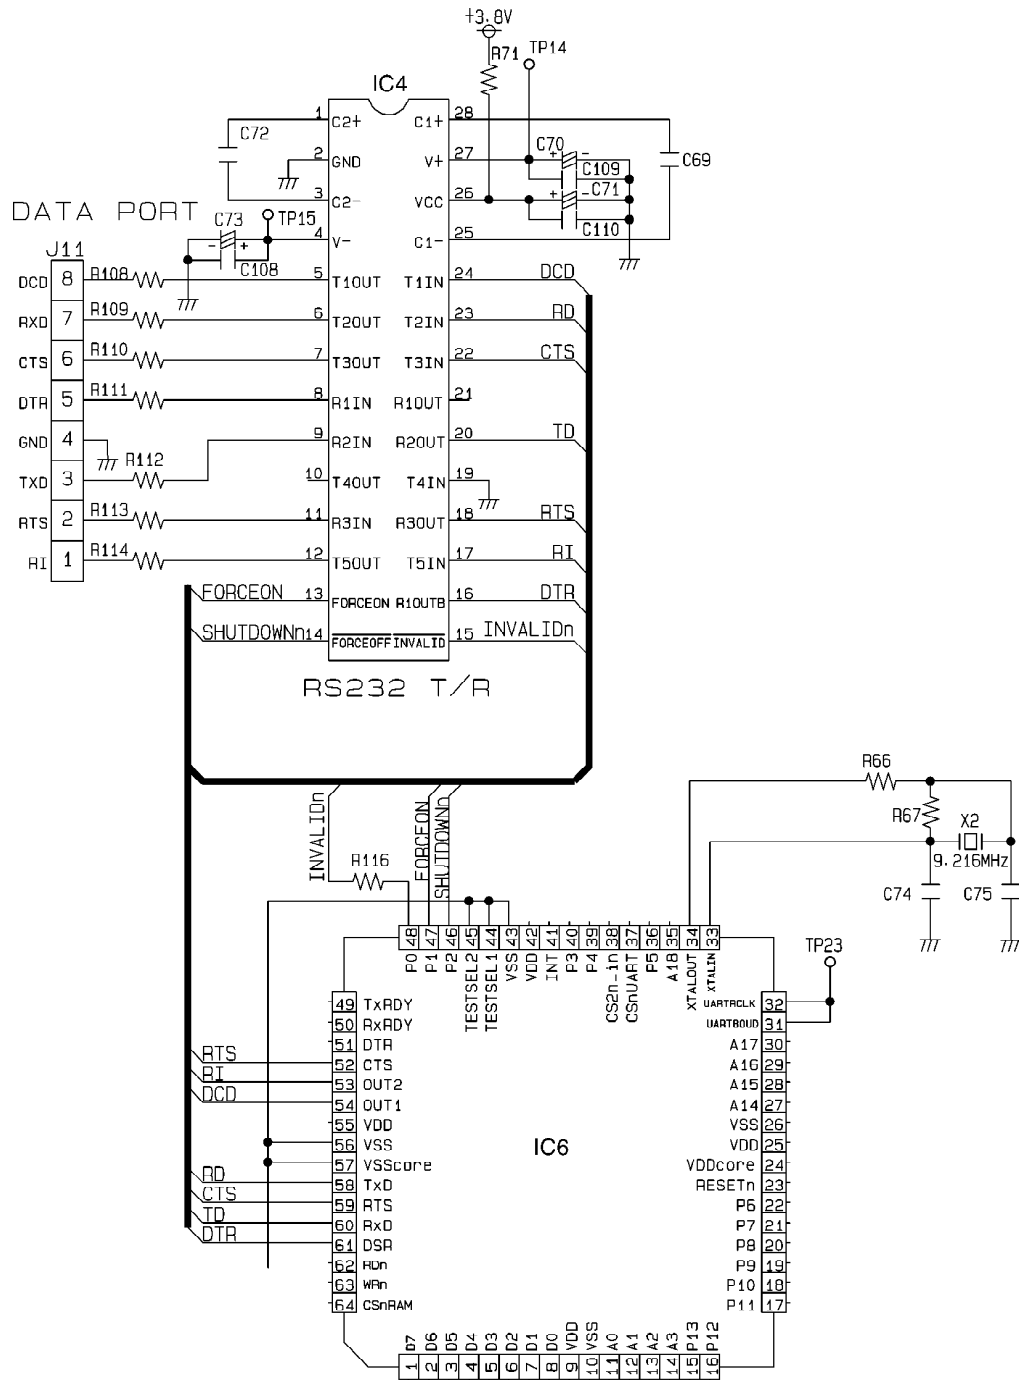 +3.8V
R71
TP14
IC4
1 C2+ C1+ 28
C72
2 GND V+ 27
C70
C109
C69
3 C2- VCC 26
C71
C110
DATA PORT
C73
TP15
4 V- C1- 25
C108
J11
DCD 8 R108 5 T1OUT T1IN 24 DCD
RXD 7 R109 6 T2OUT T2IN 23 RD
CTS 6 R110 7 T3OUT T3IN 22 CTS
DTR 5 R111 8 R1IN R1OUT 21
GND 4 9 R2IN R2OUT 20 TD
TXD 3 R112 10 T4OUT T4IN 19
RTS 2 R113 11 R3IN R3OUT 18 RTS
RI 1 R114 12 T5OUT T5IN 17 RI
FORCEON 13 FORCEON R1OUTB 16 DTR
SHUTDOWNn 14 FORCEOFF INVALID 15 INVALIDn
RS232 T/R
INVALIDn
FORCEON
SHUTDOWNn
R116
R66
R67
X2
9.216MHz
C74
C75
48 47 46 45 44 43 42 41 40 39 38 37 36 35 34 33
P0 P1 P2 TESTSEL2 TESTSEL1 VSS VDD INT P3 P4 CS2n-in CSnUART P5 A18 XTALOUT XTALIN
TP23
49 TxRDY UARTRCLK 32
50 RxRDY UARTBOUD 31
51 DTR A17 30
RTS 52 CTS A16 29
RI 53 OUT2 A15 28
DCD 54 OUT1 A14 27
55 VDD VSS 26
56 VSS VDD 25
IC6
57 VSScore VDDcore 24
RD 58 TxD RESETn 23
CTS 59 RTS P6 22
TD 60 RxD P7 21
DTR 61 DSR P8 20
62 RDn P9 19
63 WRn P10 18
64 CSnRAM P11 17
D7 D6 D5 D4 D3 D2 D1 D0 VDD VSS A0 A1 A2 A3 P13 P12
1 2 3 4 5 6 7 8 9 10 11 12 13 14 15 16